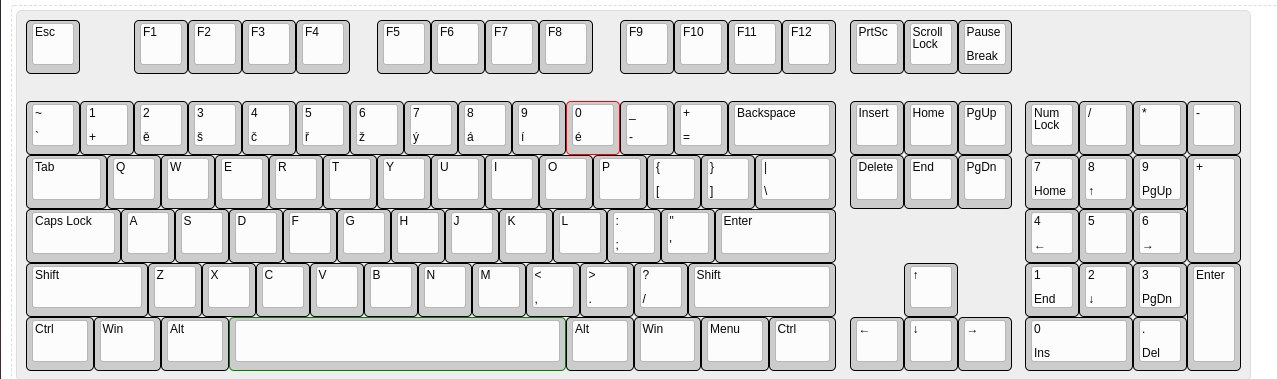 Esc F1 F2 F3 F4 F5 F6 F7 F8 F9 F10 F11 F12 PrtSc Scroll Pause
Lock
Break
~ 1 2 3 4 5 6 7 8 9 0 _ + Backspace Insert Home PgUp Num / * -
Lock
` + ě š č ř ž ý á í é - =
Tab Q W E R T Y U I O P { } | Delete End PgDn 7 8 9 +
[ ] \ Home ↑ PgUp
Caps Lock A S D F G H J K L : " Enter 4 5 6
; ' ← →
Shift Z X C V B N M < > ? Shift ↑ 1 2 3 Enter
, . / End ↓ PgDn
Ctrl Win Alt Alt Win Menu Ctrl ← ↓ → 0 .
Ins Del